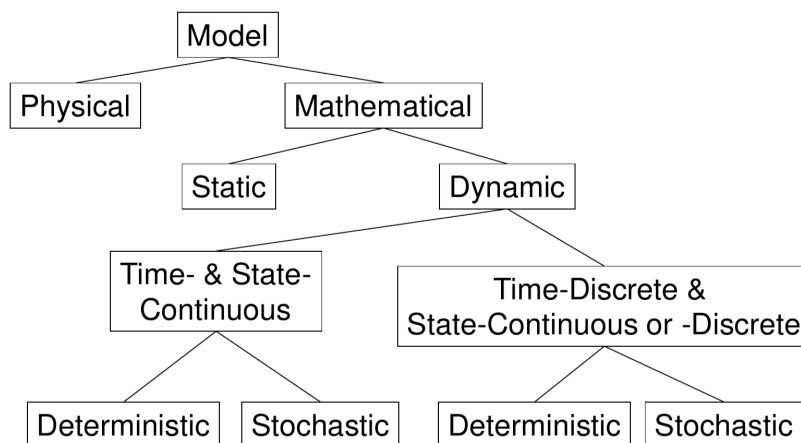 Model
Physical
Mathematical
Static
Dynamic
Time- & State-
Continuous
Time-Discrete &
State-Continuous or -Discrete
Deterministic
Stochastic
Deterministic
Stochastic